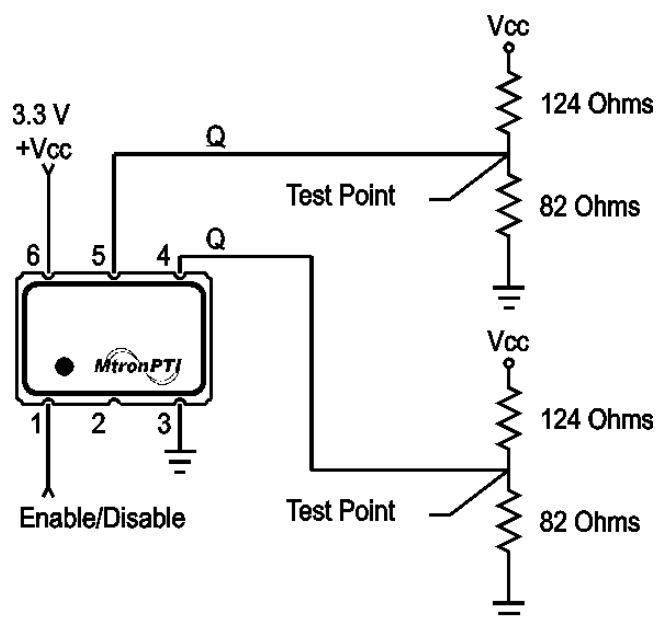 Vcc
124 Ohms
3.3 V
+Vcc
Q
Test Point
82 Ohms
6 5 4
Q
MtronPTI
Vcc
1 2 3
124 Ohms
Enable/Disable
Test Point
82 Ohms